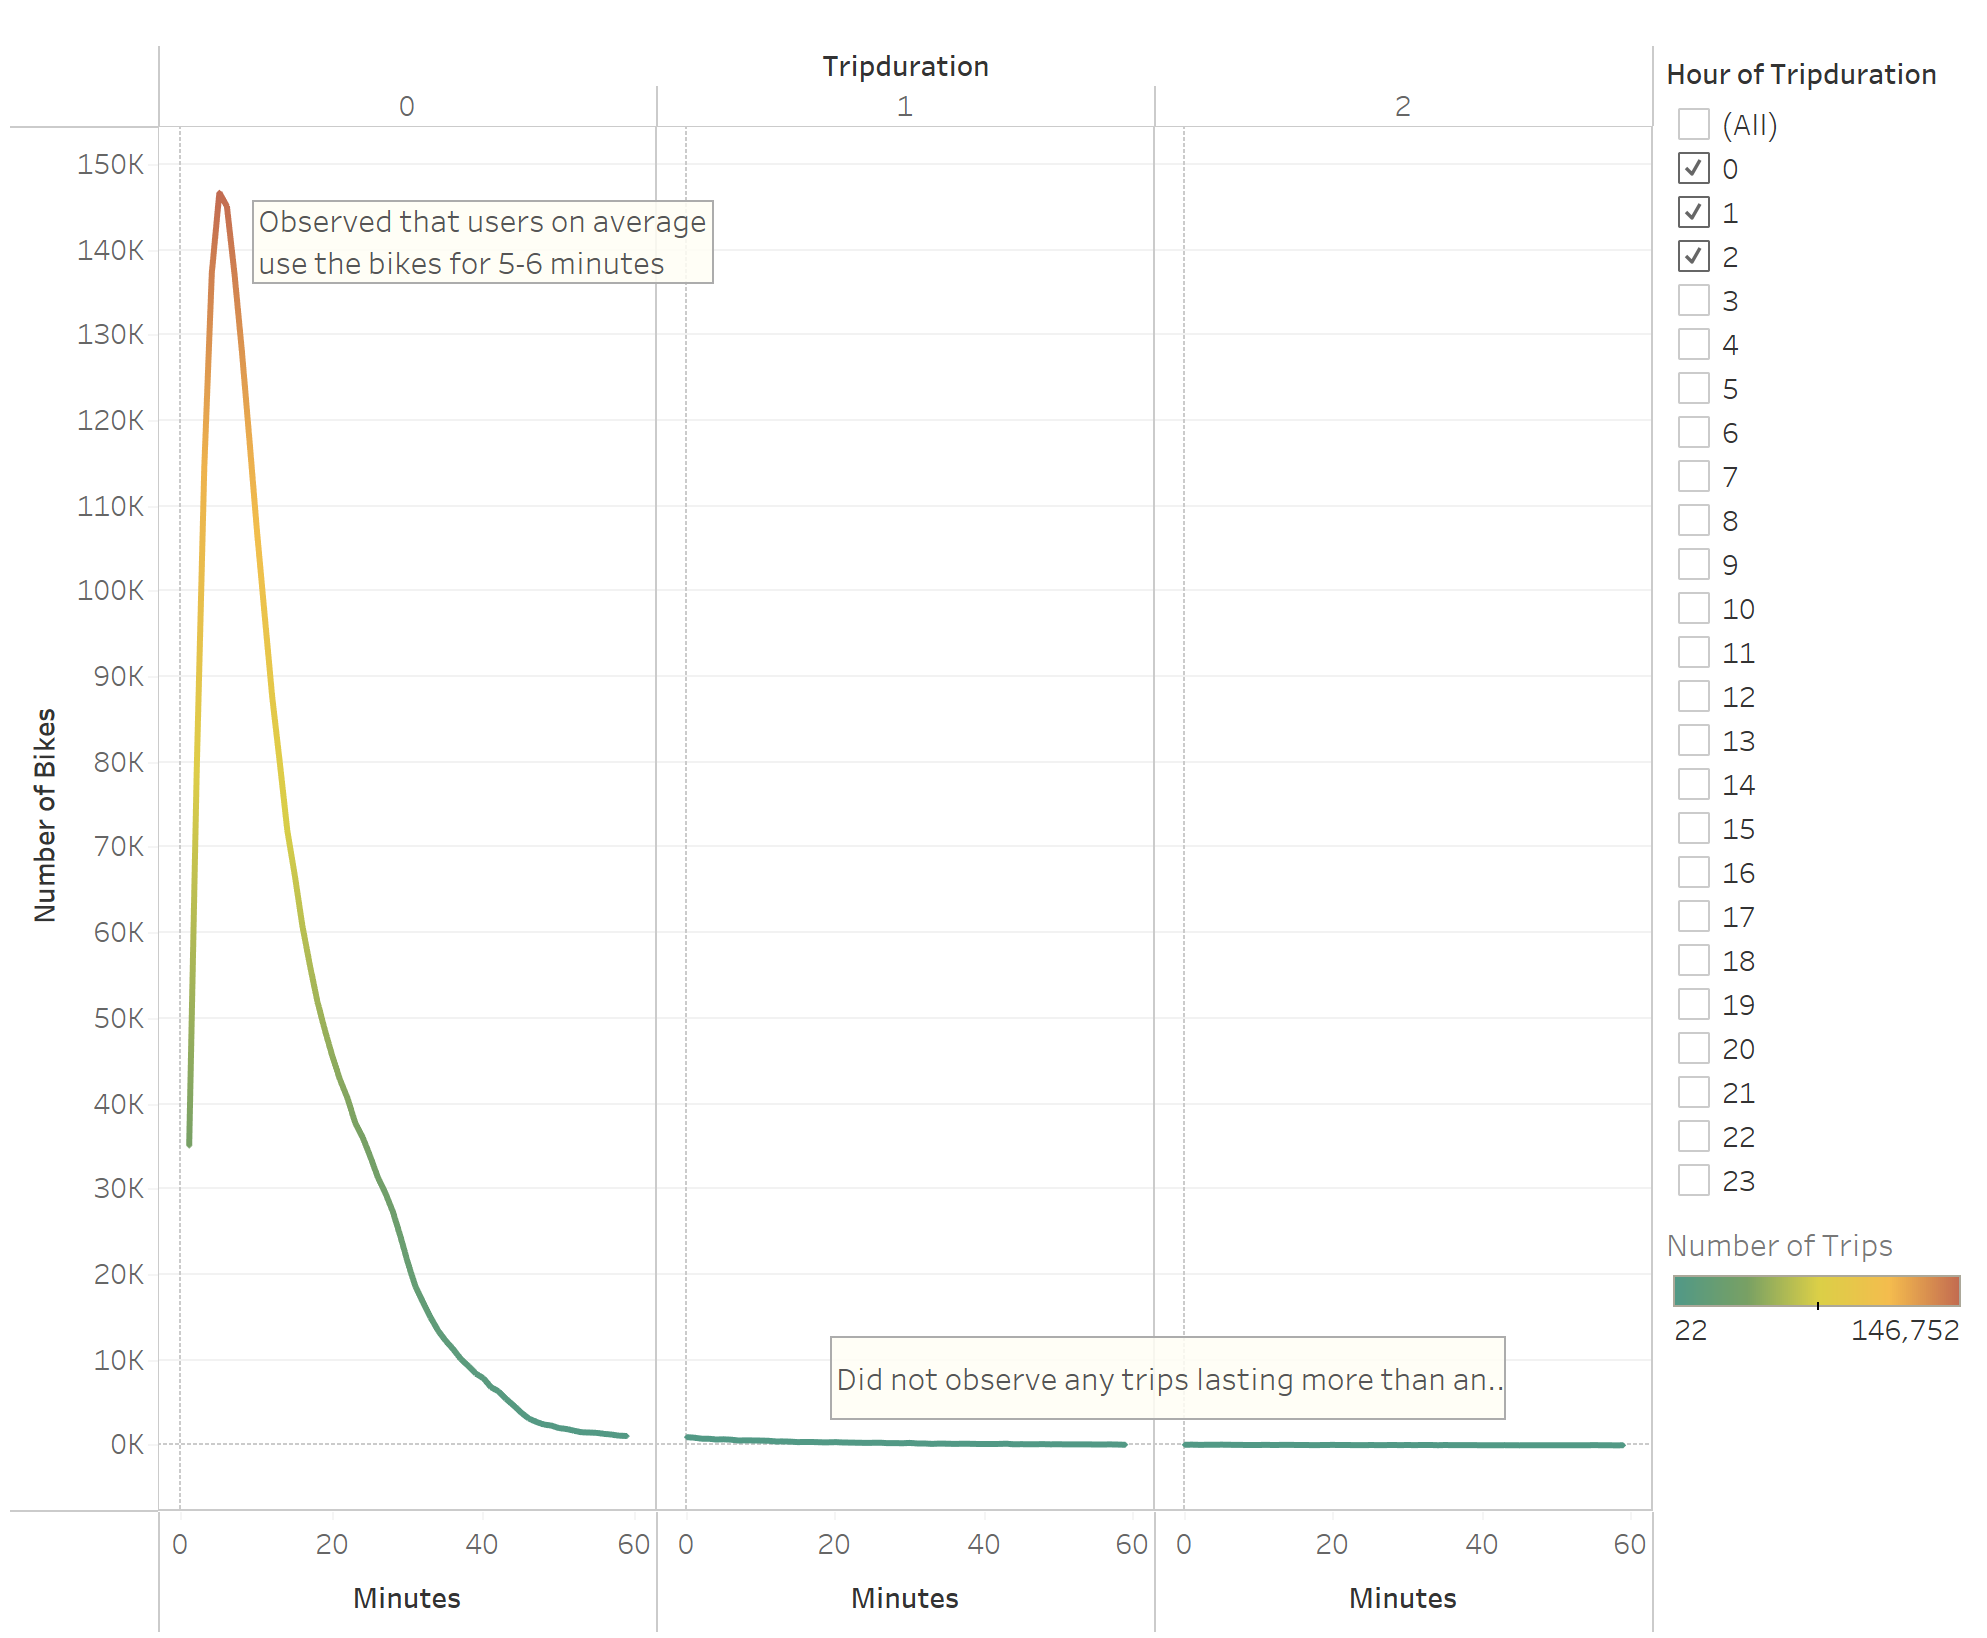 Tripduration
0
1
2
150K
140K
130K
120K
110K
100K
90K
80K
70K
60K
50K
40K
30K
20K
10K
0K
Number of Bikes
Observed that users on average
use the bikes for 5-6 minutes
Did not observe any trips lasting more than an..
0 20 40 60
0 20 40 60
0 20 40 60
Minutes
Minutes
Minutes
Hour of Tripduration
(All)
0
1
2
3
4
5
6
7
8
9
10
11
12
13
14
15
16
17
18
19
20
21
22
23
Number of Trips
22 146,752